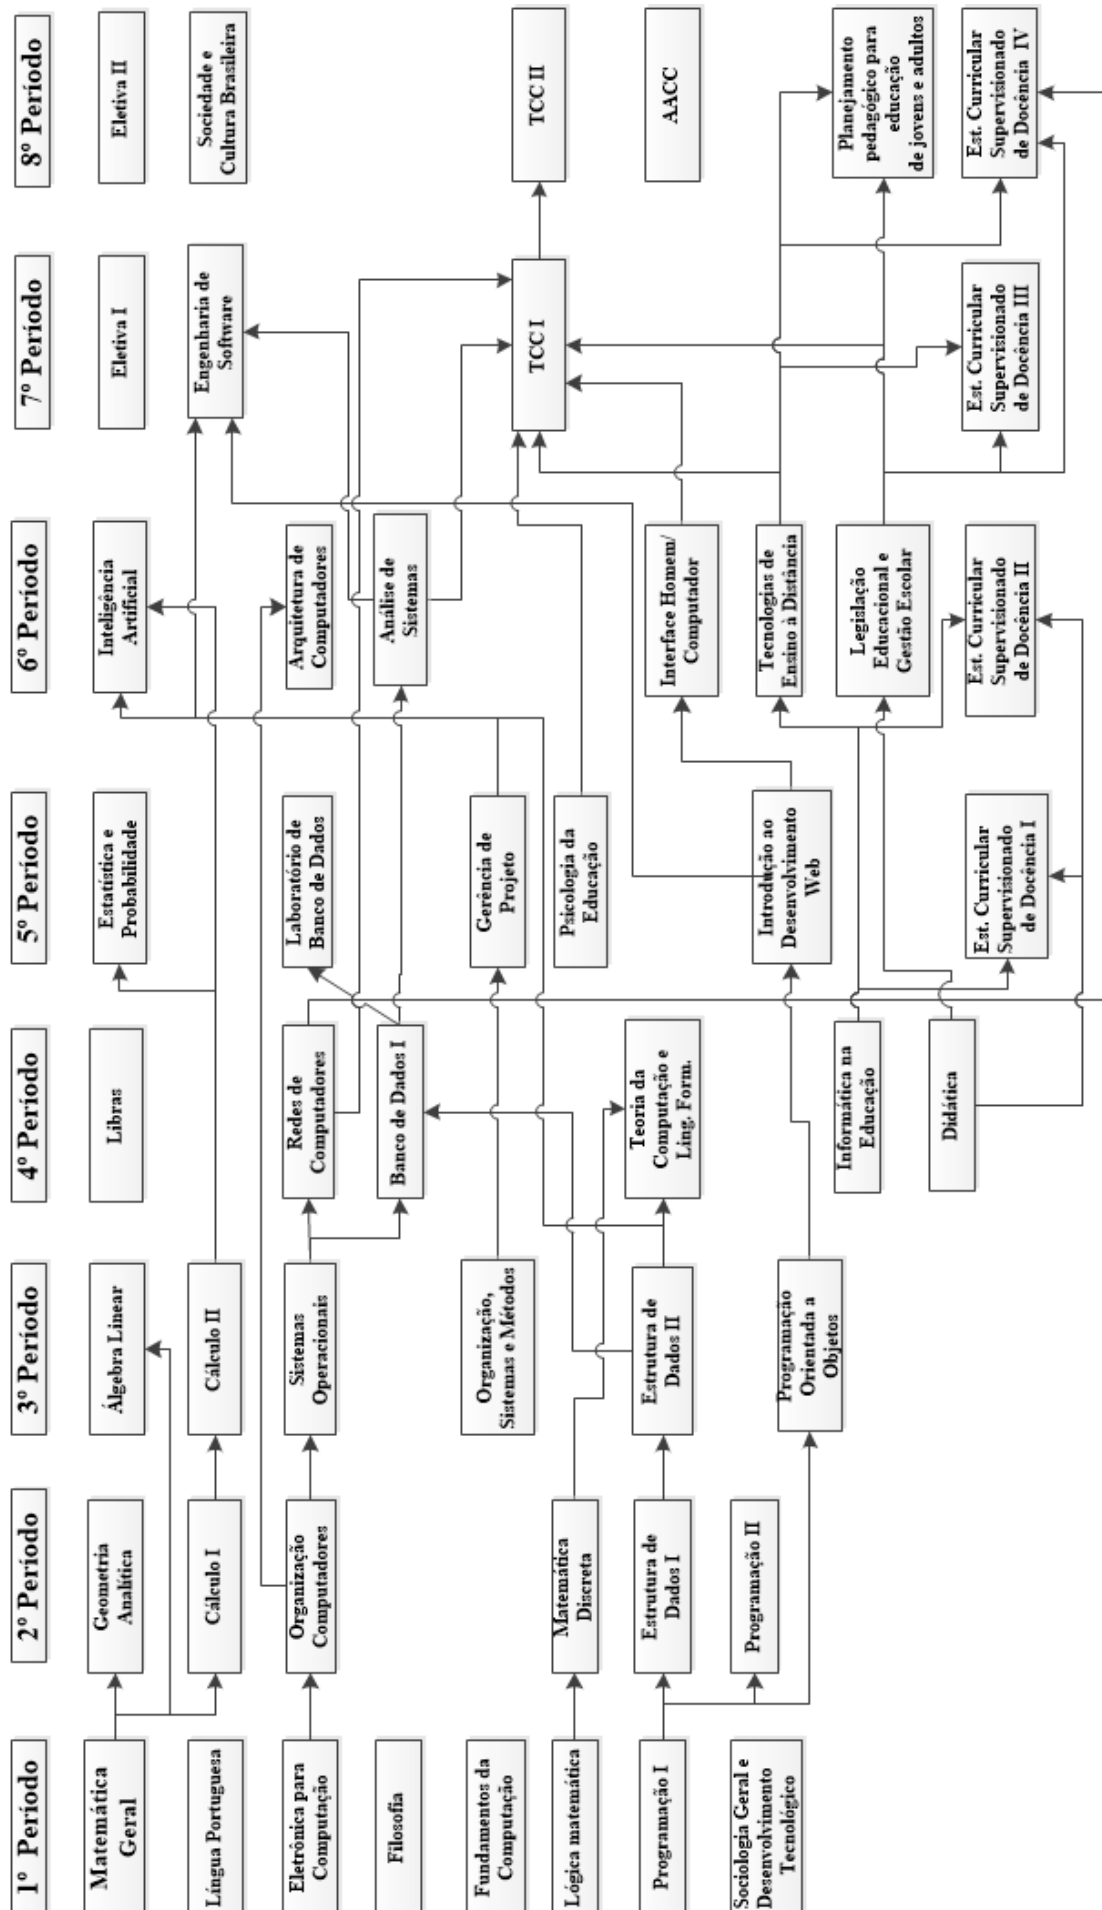 1º Período
Matemática
Geral
Língua Portuguesa
Eletrônica para
Computação
Filosofia
Fundamentos da
Computação
Lógica matemática
Programação I
Sociologia Geral e
Desenvolvimento
Tecnológico
2º Período
Geometria
Analítica
Cálculo I
Organização
Computadores
Matemática
Discreta
Estrutura de
Dados I
Programação II
3º Período
Álgebra Linear
Cálculo II
Sistemas
Operacionais
Organização,
Sistemas e Métodos
Estrutura de
Dados II
Programação
Orientada a
Objetos
4º Período
Libras
Redes de
Computadores
Banco de Dados I
Teoria da
Computação e
Ling. Form.
Informática na
Educação
Didática
5º Período
Estatística e
Probabilidade
Laboratório de
Banco de Dados
Gerência de
Projeto
Psicologia da
Educação
Introdução ao
Desenvolvimento
Web
Est. Curricular
Supervisionado
de Docência I
6º Período
Inteligência
Artificial
Arquitetura de
Computadores
Análise de
Sistemas
Interface Homem/
Computador
Tecnologias de
Ensino à Distância
Legislação
Educacional e
Gestão Escolar
Est. Curricular
Supervisionado
de Docência II
7º Período
Eletiva I
Engenharia de
Software
TCC I
Est. Curricular
Supervisionado
de Docência III
8º Período
Eletiva II
Sociedade e
Cultura Brasileira
TCC II
AACC
Planejamento
pedagógico para
educação
de jovens e adultos
Est. Curricular
Supervisionado
de Docência IV